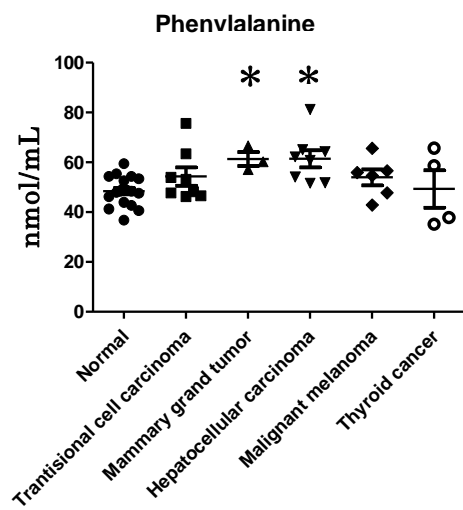 Phenylalanine
nmol/mL
100
80
60
40
20
0
* *
Normal
Trantisional cell carcinoma
Mammary grand tumor
Hepatocellular carcinoma
Malignant melanoma
Thyroid cancer